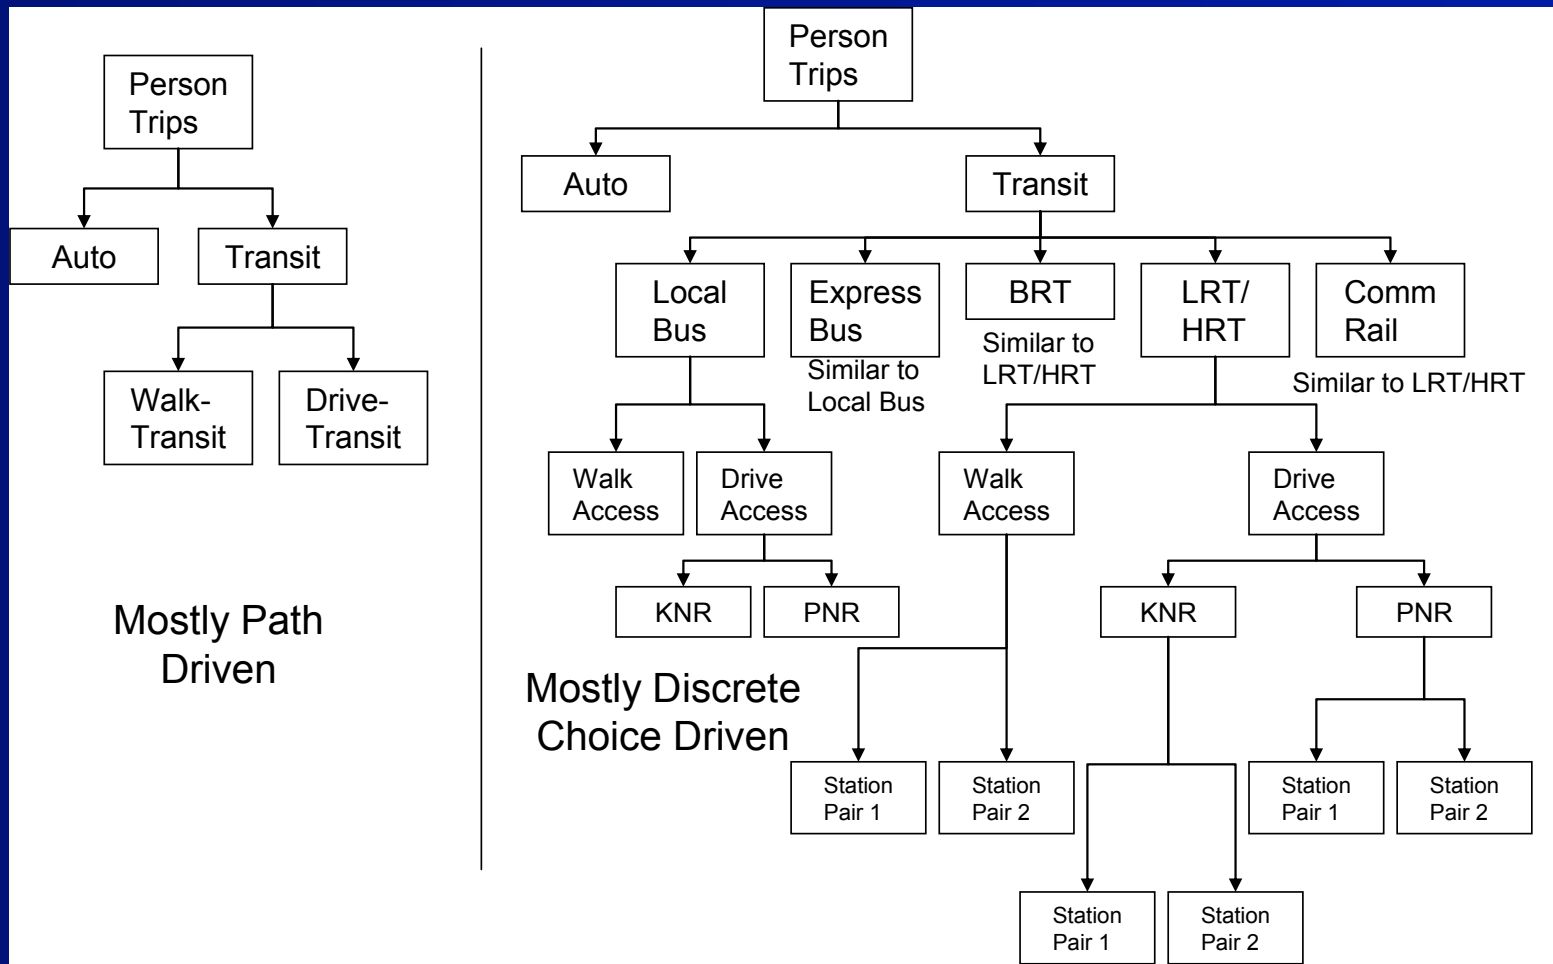 Person
Trips
Auto
Transit
Walk-
Transit
Drive-
Transit
Mostly Path
Driven
Person
Trips
Auto
Transit
Local
Bus
Express
Bus
Similar to
Local Bus
BRT
Similar to
LRT/HRT
LRT/
HRT
Comm
Rail
Similar to LRT/HRT
Walk
Access
Drive
Access
Walk
Access
Drive
Access
KNR
PNR
KNR
PNR
Mostly Discrete
Choice Driven
Station
Pair 1
Station
Pair 2
Station
Pair 1
Station
Pair 2
Station
Pair 1
Station
Pair 2